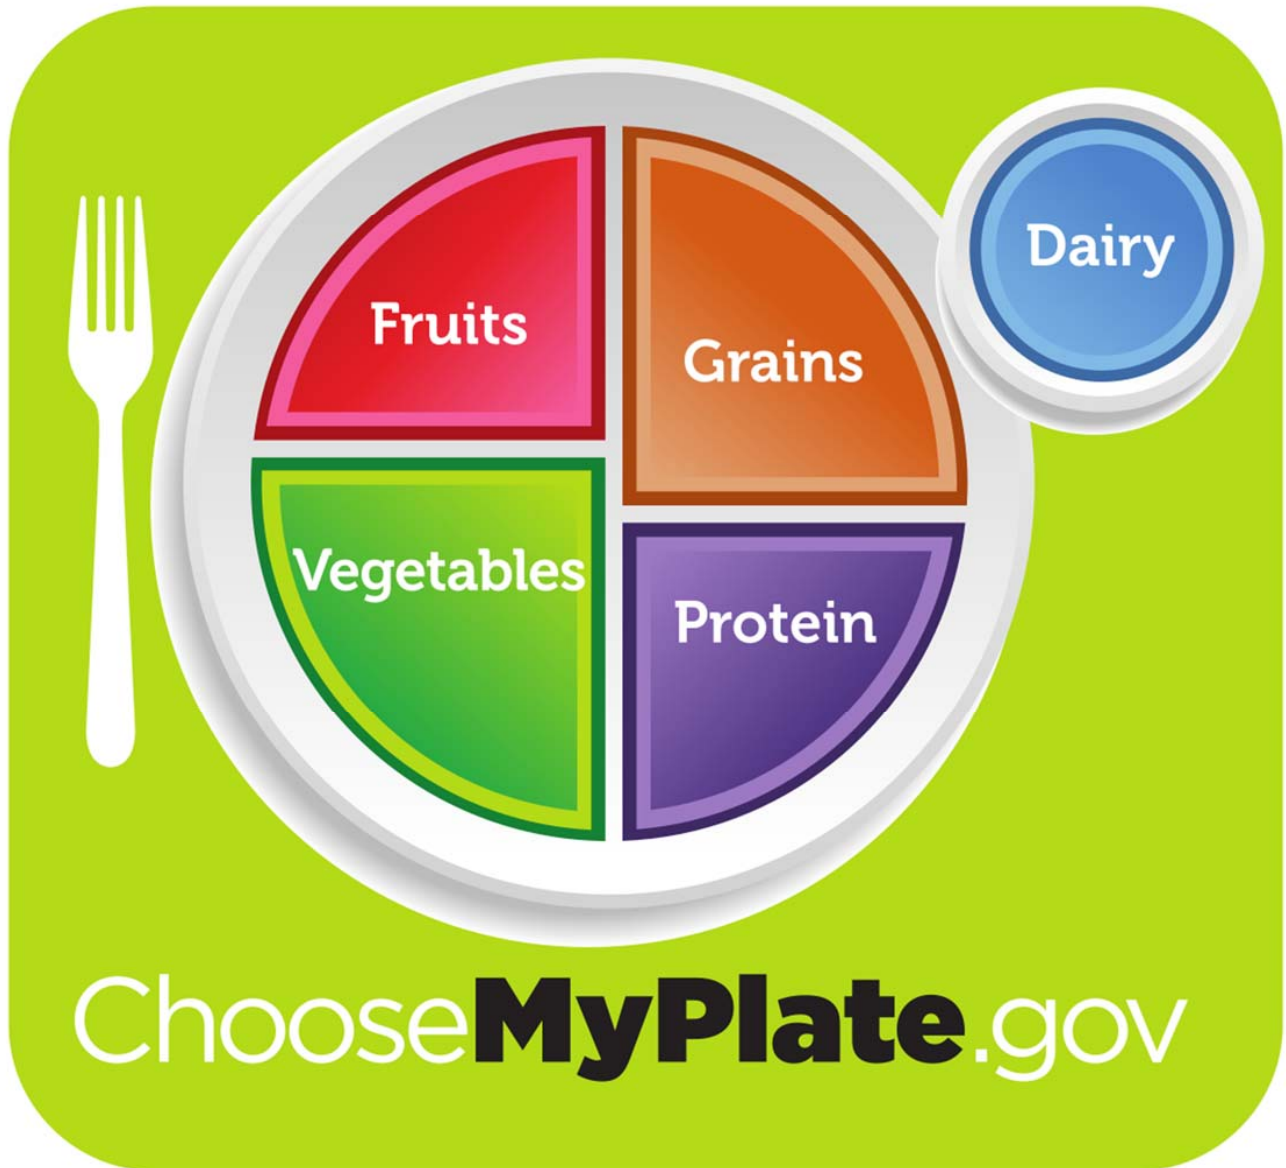 Fruits
Grains
Dairy
Vegetables
Protein
ChooseMyPlate.gov